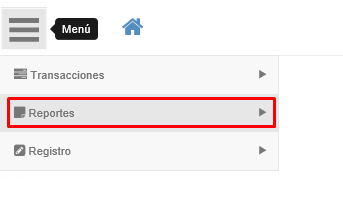 Menú
Transacciones
Reportes
Registro